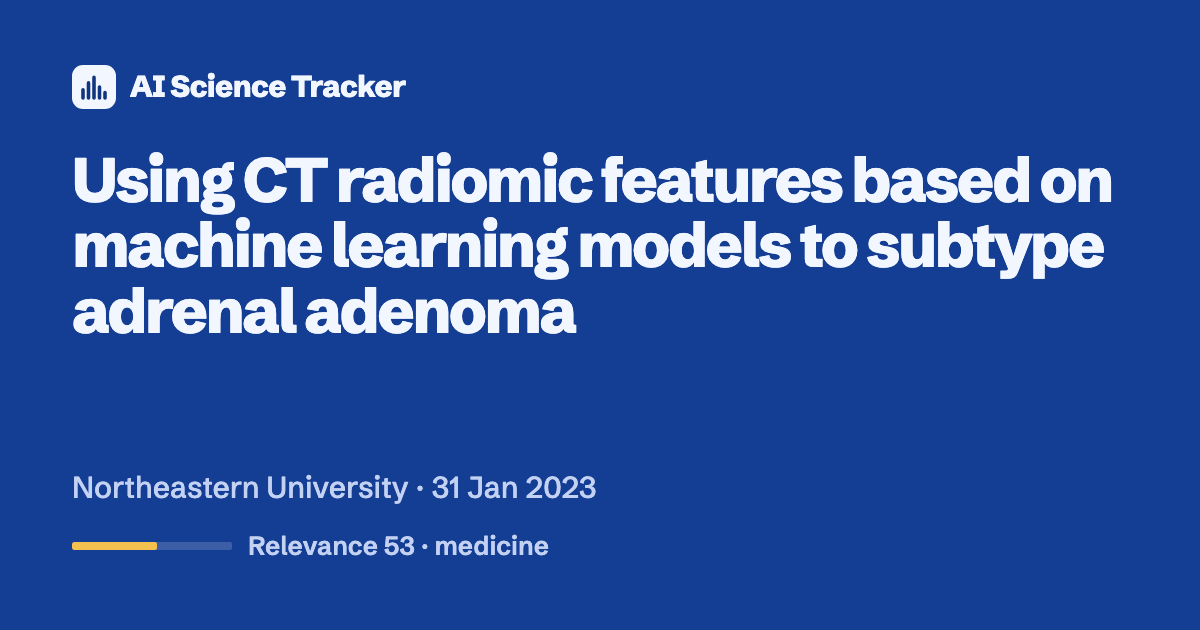 AI Science Tracker
Using CT radiomic features based on
machine learning models to subtype
adrenal adenoma
Northeastern University · 31 Jan 2023
Relevance 53 · medicine